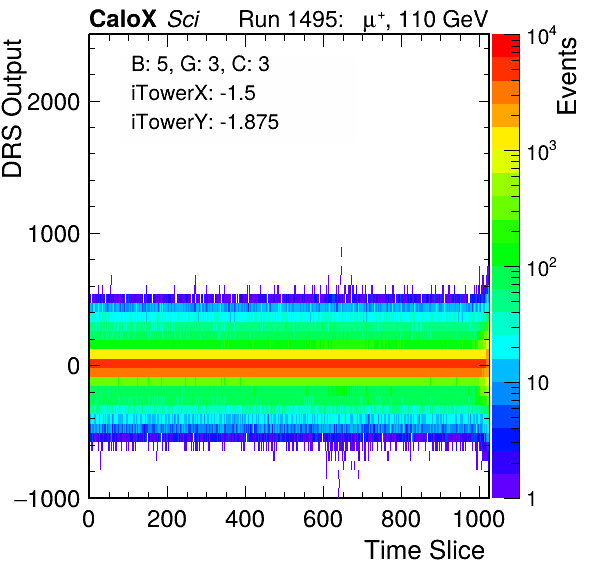 CaloX Sci Run 1495: μ⁺, 110 GeV
B: 5, G: 3, C: 3
iTowerX: -1.5
iTowerY: -1.875
DRS Output
2000
1000
0
−1000
0 200 400 600 800 1000
Time Slice
Events
10⁴
10³
10²
10
1